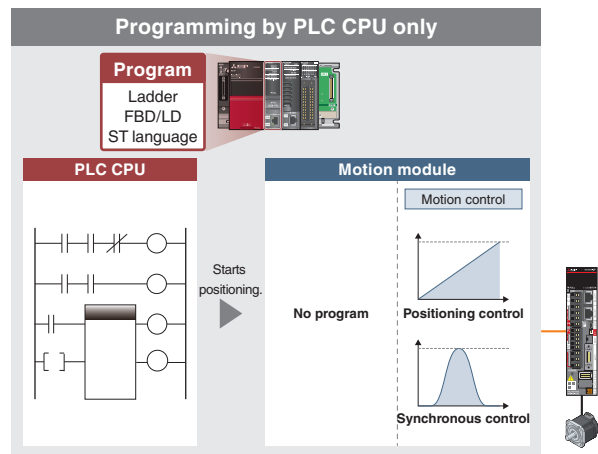 Programming by PLC CPU only
Program
Ladder
FBD/LD
ST language
PLC CPU
Motion module
Motion control
Starts
positioning.
No program
Positioning control
Synchronous control